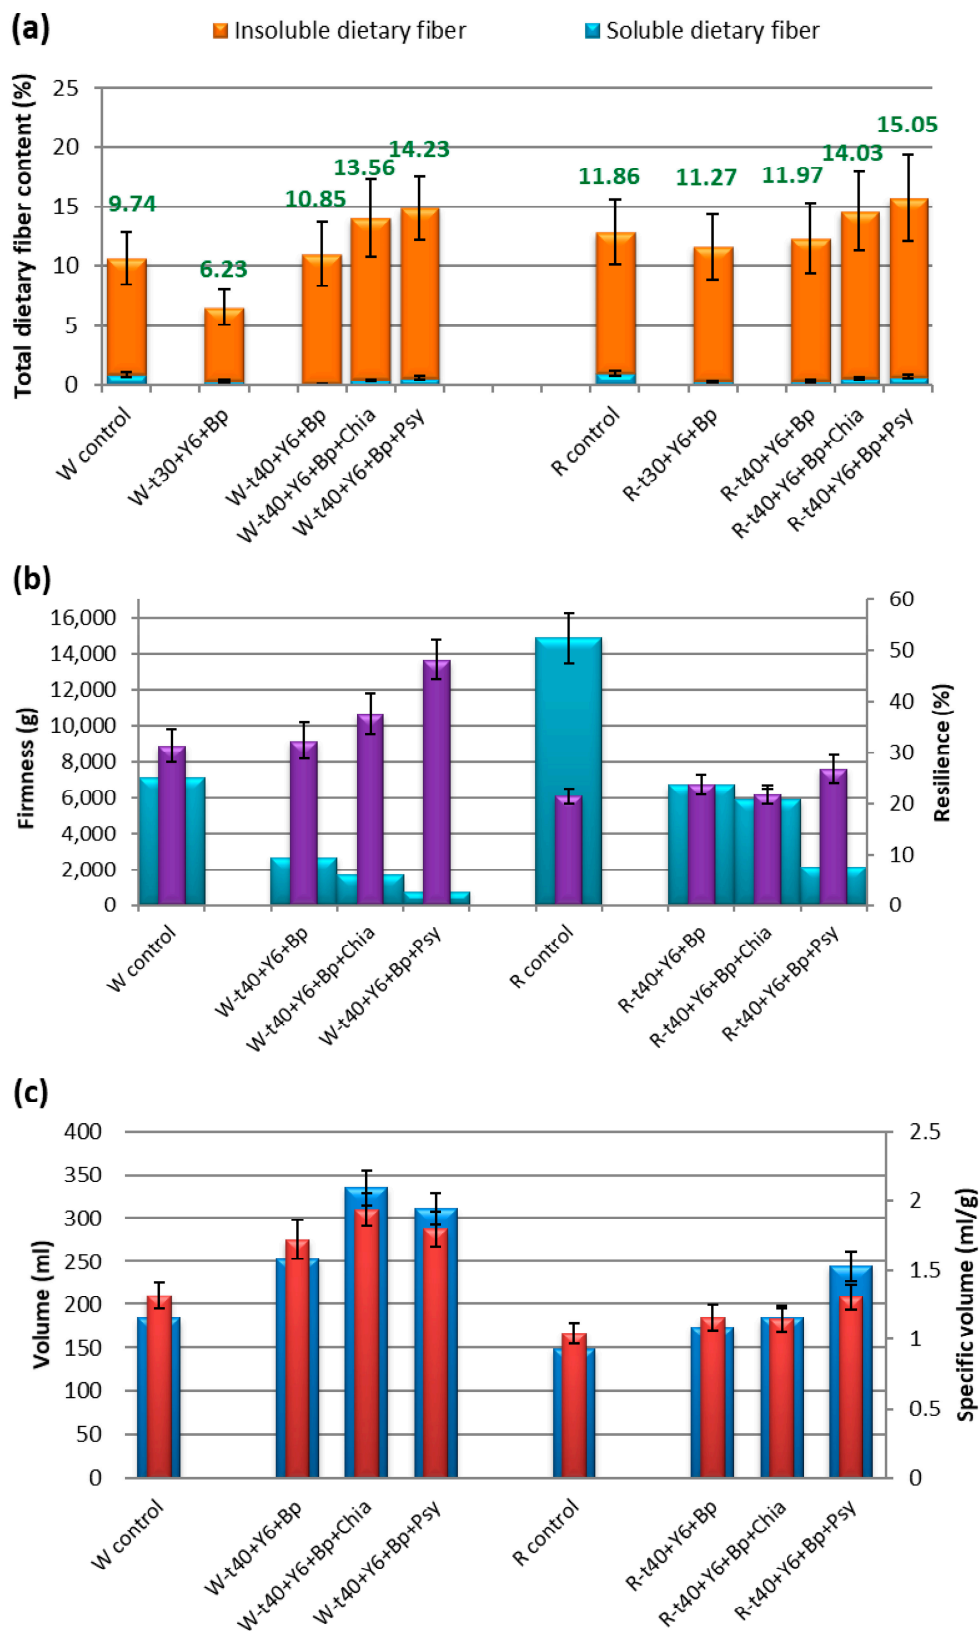 (a)
Insoluble dietary fiber
Soluble dietary fiber
Total dietary fiber content (%)
25
20
15
10
5
0
9.74
6.23
10.85
13.56
14.23
11.86
11.27
11.97
14.03
15.05
W control
W-t30+Y6+Bp
W-t40+Y6+Bp
W-t40+Y6+Bp+Chia
W-t40+Y6+Bp+Psy
R control
R-t30+Y6+Bp
R-t40+Y6+Bp
R-t40+Y6+Bp+Chia
R-t40+Y6+Bp+Psy
(b)
Firmness (g)
16,000
14,000
12,000
10,000
8,000
6,000
4,000
2,000
0
60
50
40
30
20
10
0
Resilience (%)
W control
W-t40+Y6+Bp
W-t40+Y6+Bp+Chia
W-t40+Y6+Bp+Psy
R control
R-t40+Y6+Bp
R-t40+Y6+Bp+Chia
R-t40+Y6+Bp+Psy
(c)
Volume (ml)
400
350
300
250
200
150
100
50
0
2.5
2
1.5
1
0.5
0
Specific volume (ml/g)
W control
W-t40+Y6+Bp
W-t40+Y6+Bp+Chia
W-t40+Y6+Bp+Psy
R control
R-t40+Y6+Bp
R-t40+Y6+Bp+Chia
R-t40+Y6+Bp+Psy